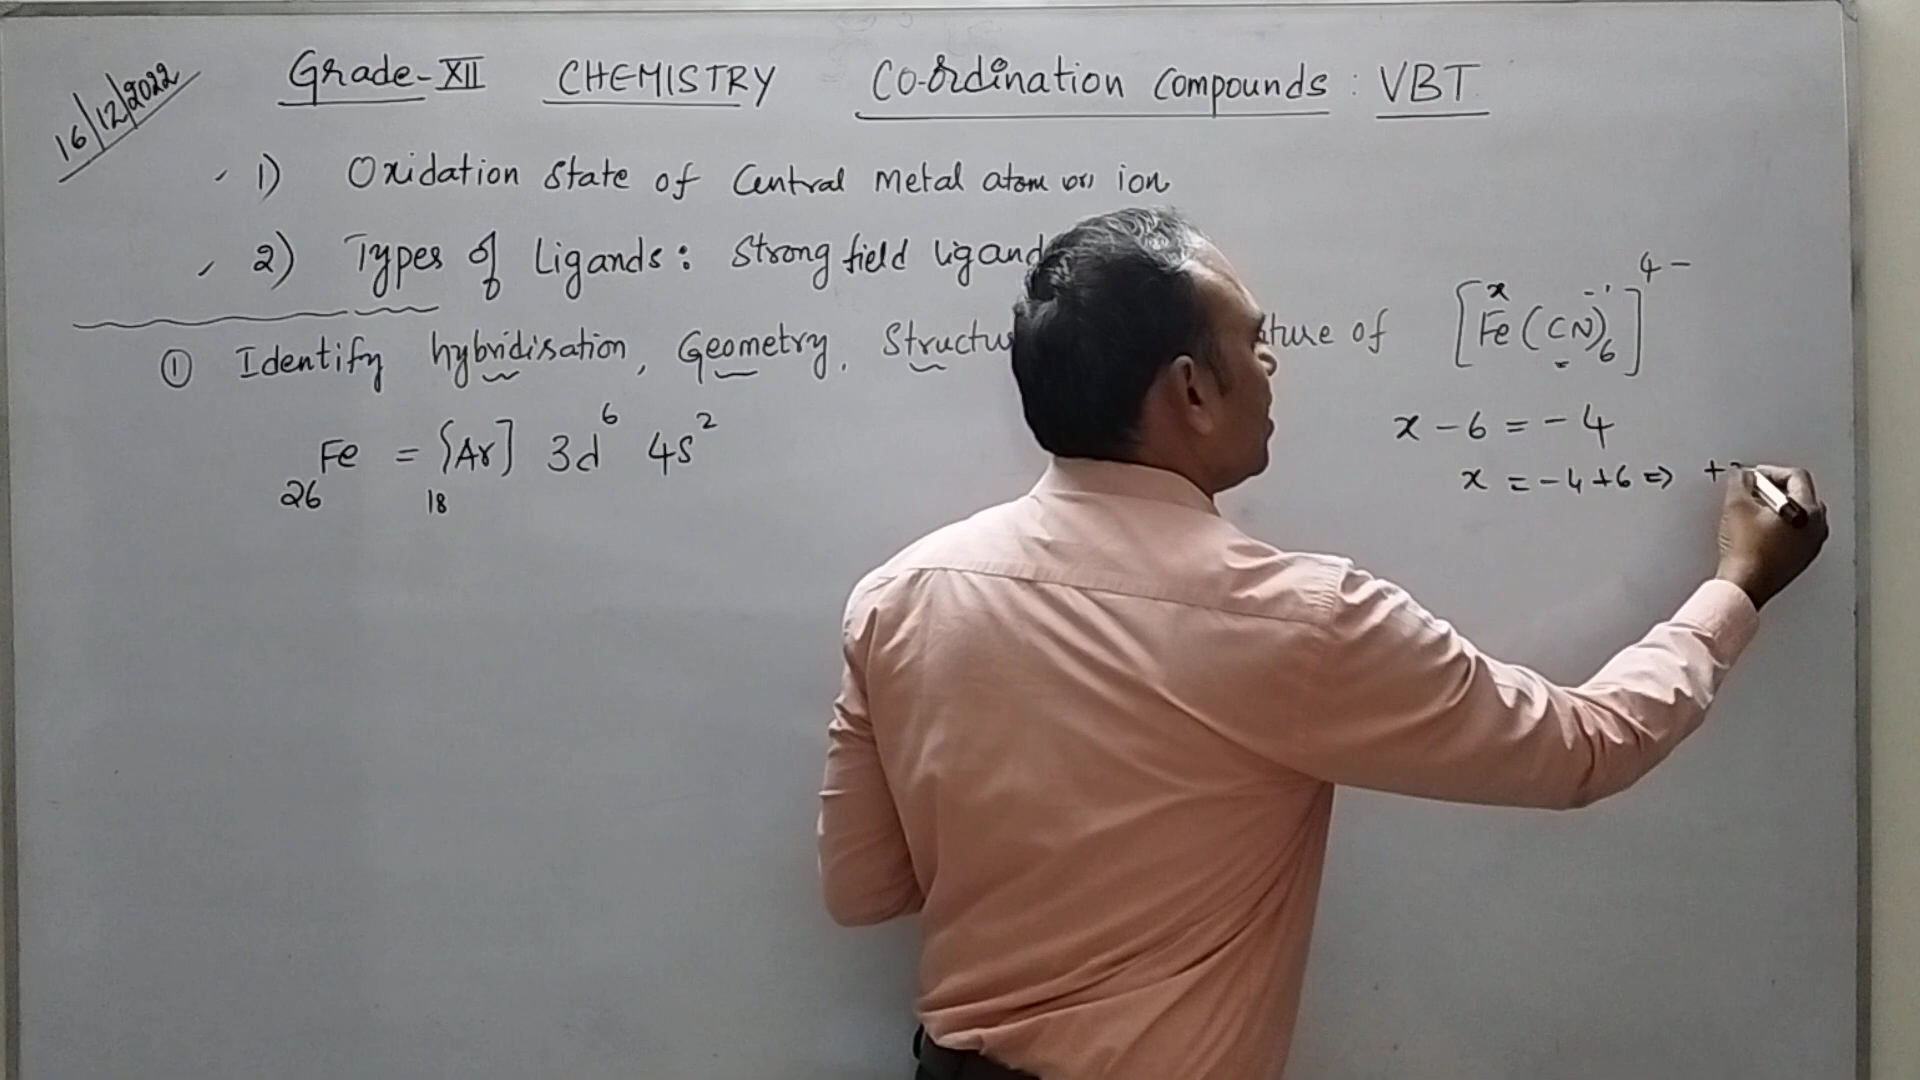 16/12/2022
Grade-XII CHEMISTRY Co-ordination Compounds : VBT
1) Oxidation State of Central Metal atom or ion
2) Types of Ligands: Strong field ligand
① Identify hybridisation, Geometry, Structu ature of [Fe(CN)6]4-
x -1
26Fe = [Ar]18 3d6 4s2
x - 6 = -4
x = -4+6 ⇒ +